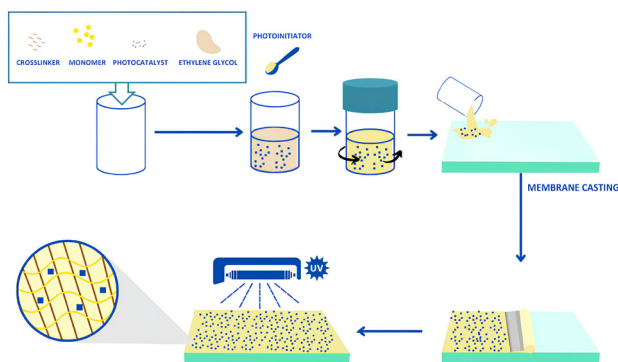 PHOTOINITIATOR
CROSSLINKER MONOMER PHOTOCATALYST ETHYLENE GLYCOL
MEMBRANE CASTING
UV